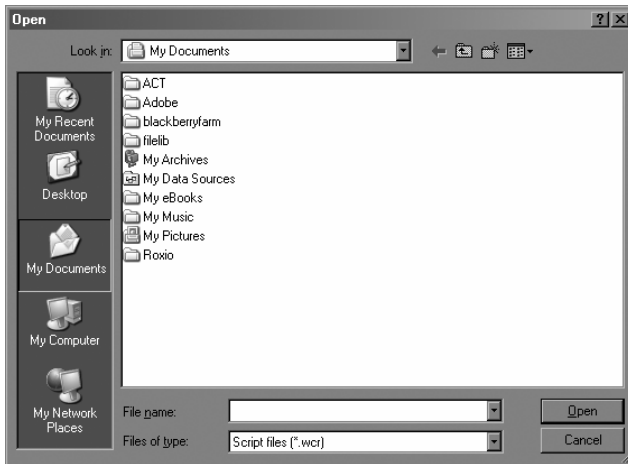 Open
Look in:
My Documents
My Recent
Documents
Desktop
My Documents
My Computer
My Network
Places
ACT
Adobe
blackberryfarm
filelib
My Archives
My Data Sources
My eBooks
My Music
My Pictures
Roxio
File name:
Open
Files of type:
Script files (*.wcr)
Cancel